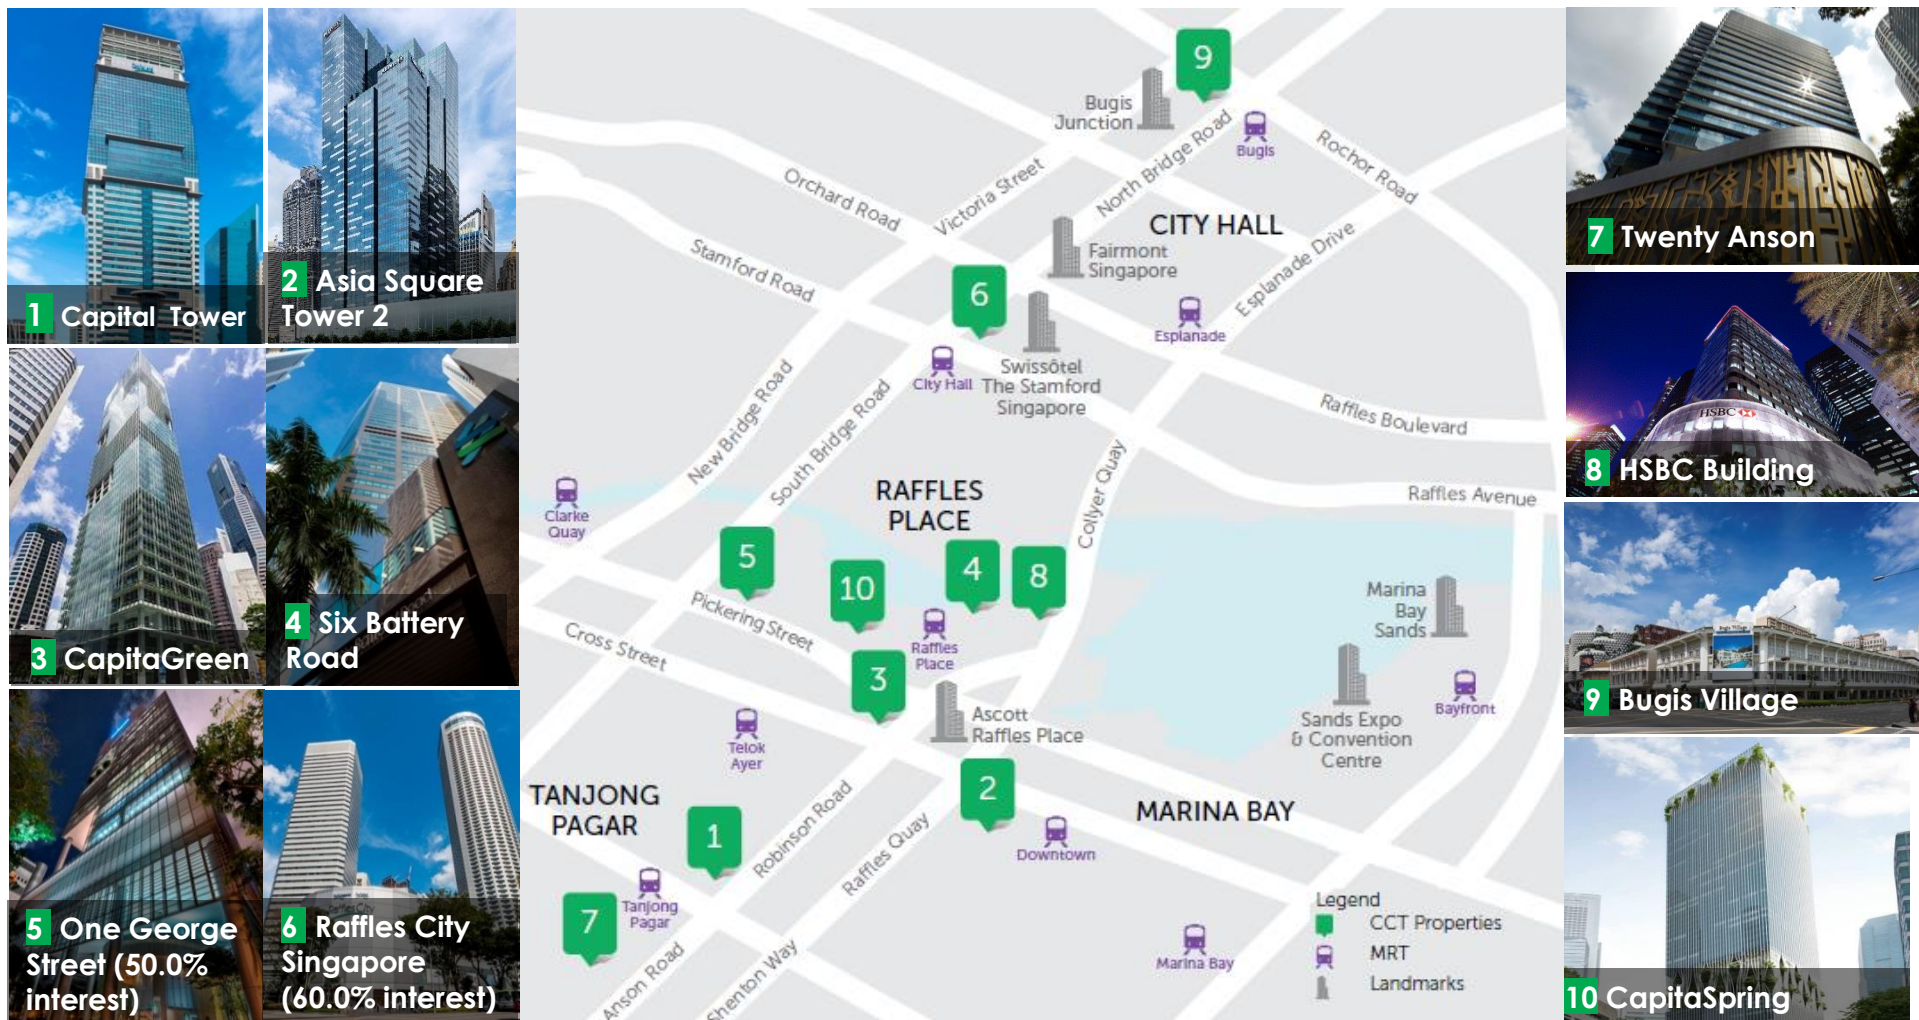 1 Capital Tower
2 Asia Square
Tower 2
3 CapitaGreen
4 Six Battery
Road
5 One George
Street (50.0%
interest)
6 Raffles City
Singapore
(60.0% interest)
9
Bugis
Junction
Bugis
Rochor Road
North Bridge Road
Victoria Street
Orchard Road
CITY HALL
Stamford Road
Fairmont
Singapore
Esplanade Drive
6
Esplanade
City Hall
Swissôtel
The Stamford
Singapore
New Bridge Road
South Bridge Road
Raffles Boulevard
Colyer Quay
RAFFLES
PLACE
Raffles Avenue
Clarke
Quay
5
10
4
8
Marina
Bay
Sands
Pickering Street
Cross Street
Raffles
Place
3
Bayfront
Ascott
Raffles Place
Sands Expo
& Convention
Centre
Telok
Ayer
2
TANJONG
PAGAR
MARINA BAY
1
Robinson Road
Raffles Quay
Downtown
Tanjong
Pagar
7
Anson Road
Shenton Way
Marina Bay
Legend
CCT Properties
MRT
Landmarks
7 Twenty Anson
HSBC
8 HSBC Building
Bugis Village
9 Bugis Village
10 CapitaSpring